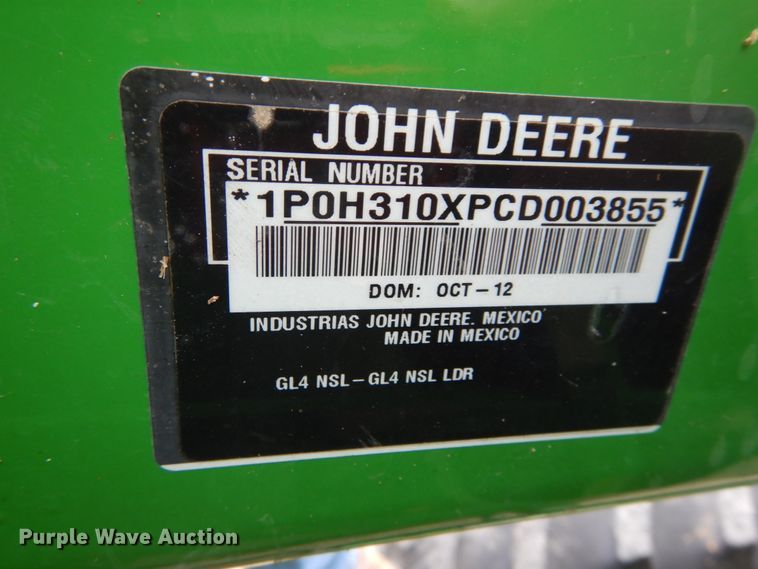 JOHN DEERE
SERIAL NUMBER
*1P0H310XPCD003855*
DOM: OCT-12
INDUSTRIAS JOHN DEERE. MEXICO
MADE IN MEXICO
GL4 NSL-GL4 NSL LDR
Purple Wave Auction